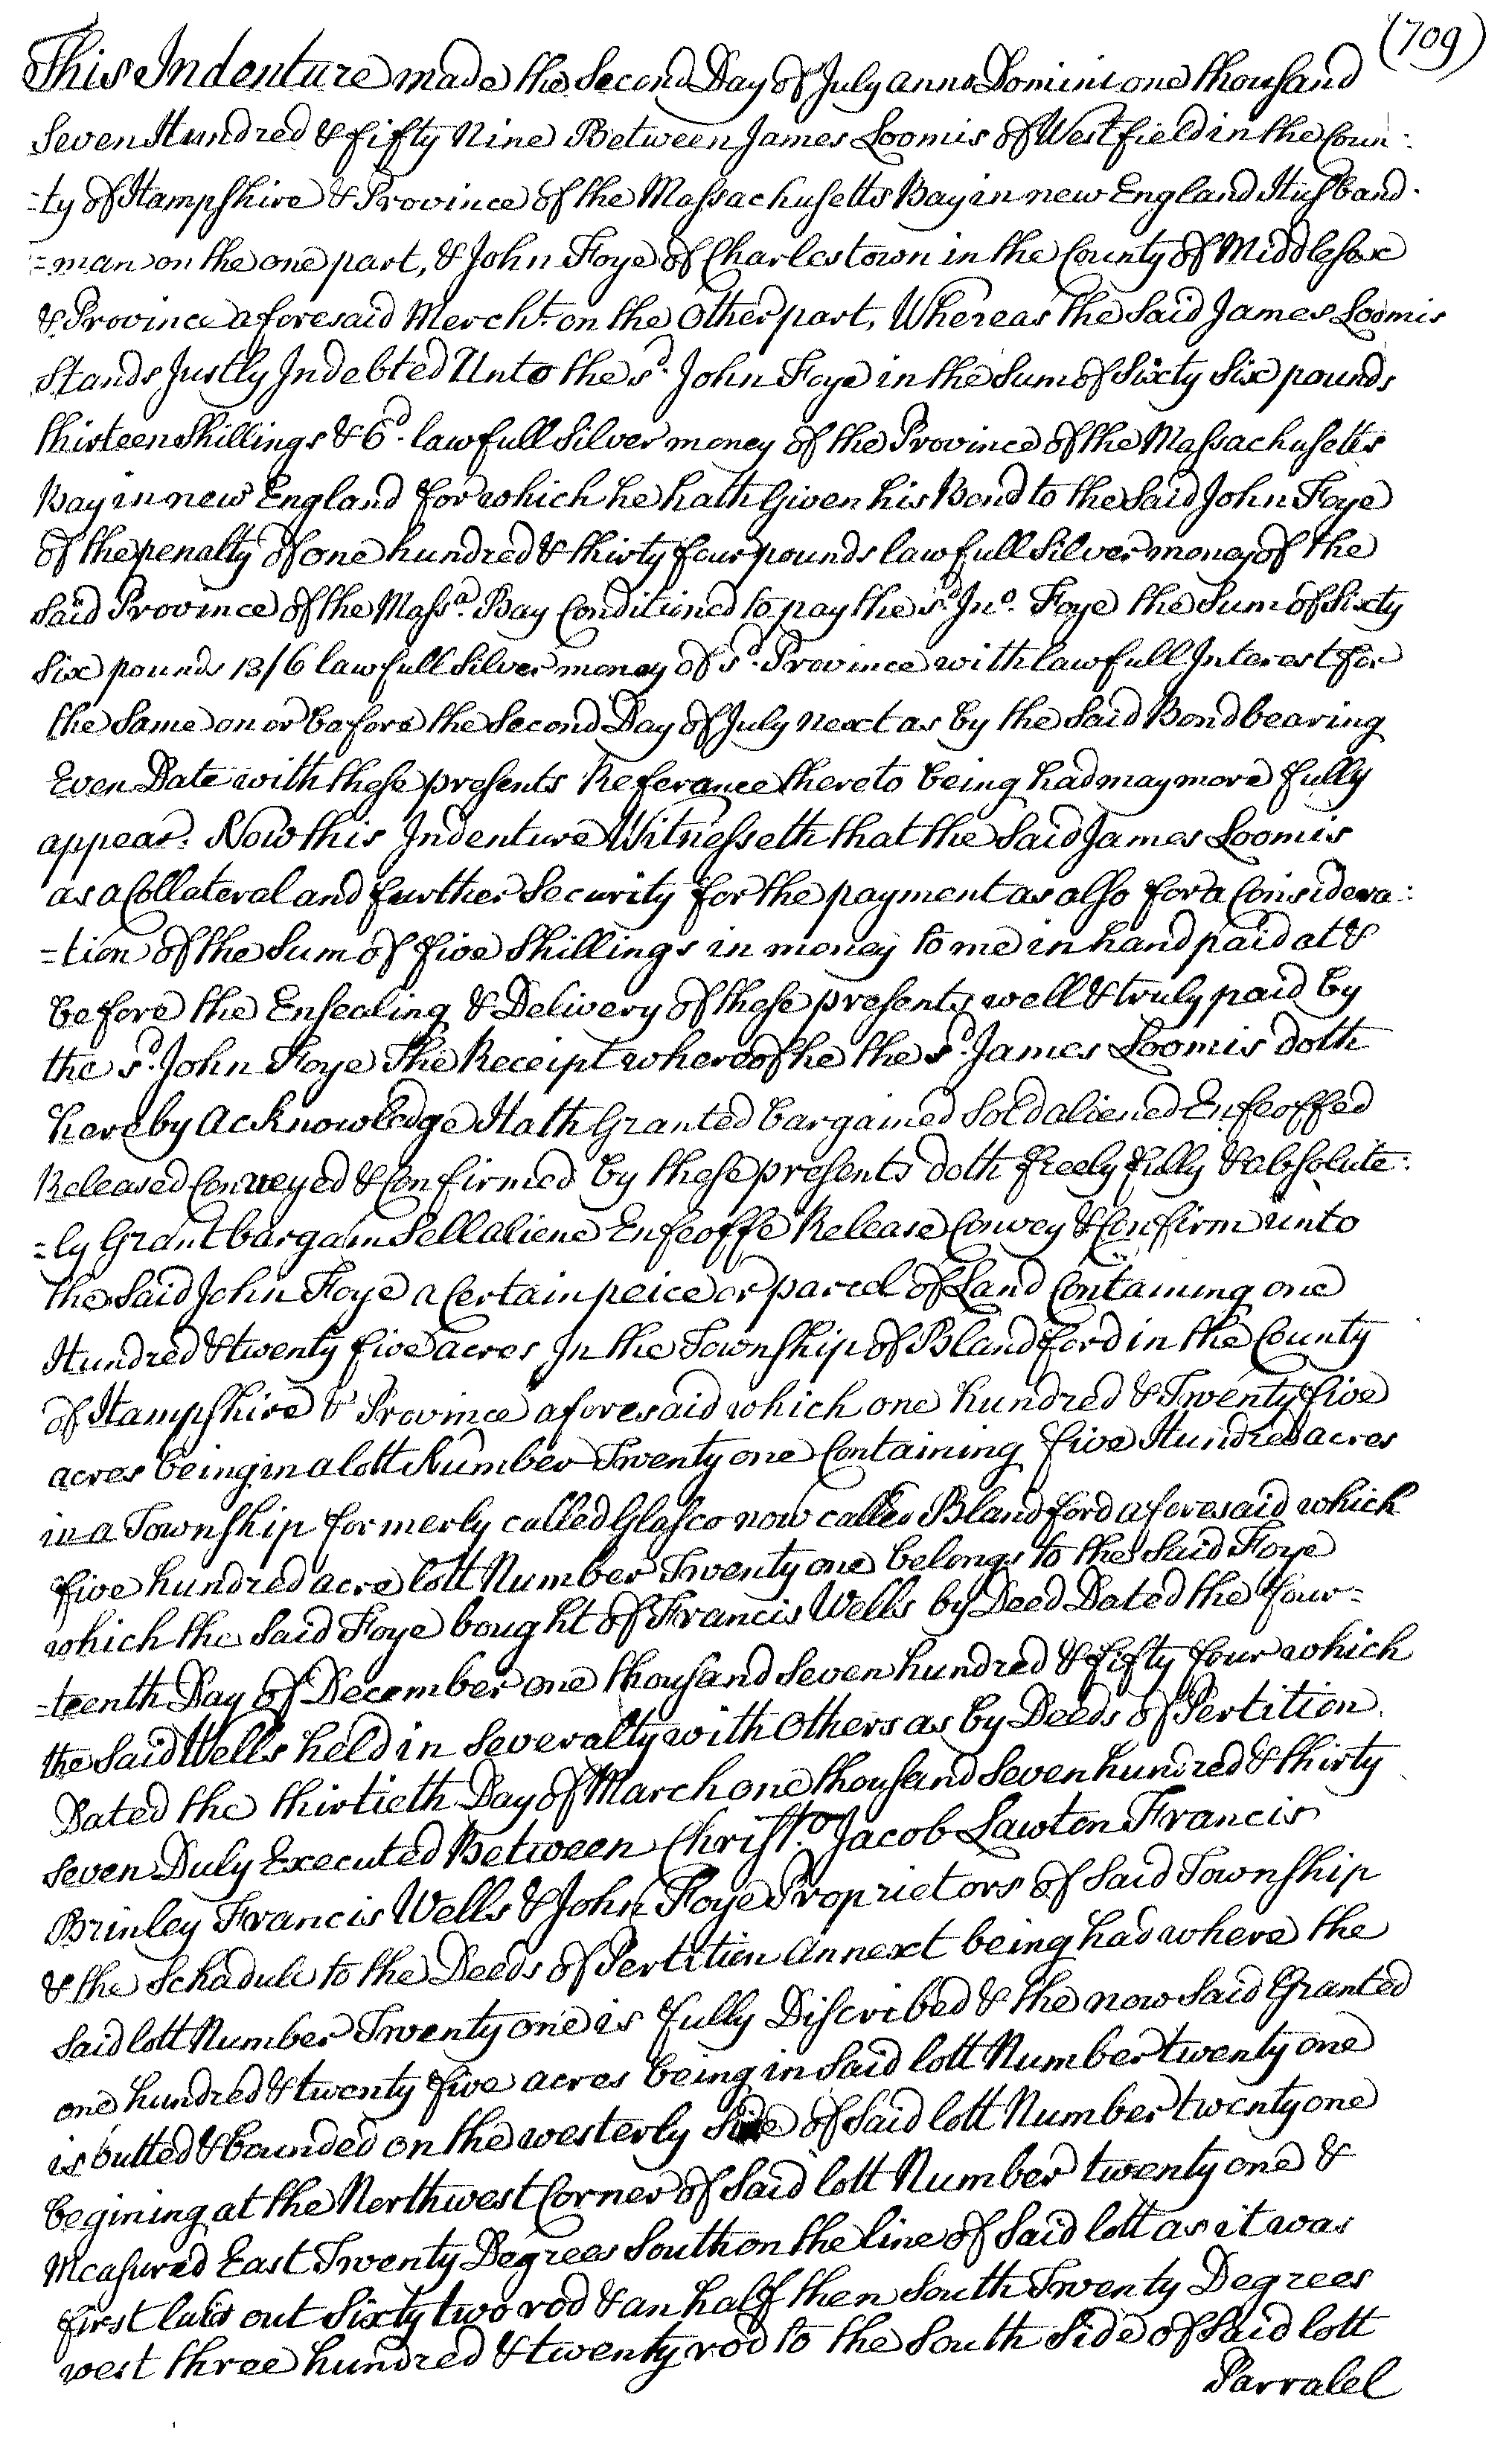 (709)
This Indenture made the Second Day of July anno Domini one thousand
Seven Hundred & fifty Nine Between James Loomis of Westfield in the Coun:
-ty of Hampshire & Province of the Massachusetts Bay in new England Husband-
=man on the one part, & John Foye of Charlestown in the County of Middlesex
& Province aforesaid Mercht. on the Other part, Whereas the Said James Loomis
Stands Justly Indebted Unto the sd. John Foye in the Sum of Sixty Six pounds
thirteen Shillings & 6d. lawfull Silver money of the Province of the Massachusetts
Bay in new England for which he hath Given his Bond to the Said John Foye
of the penalty of one hundred & thirty four pounds lawfull Silver money of the
Said Province of the Massa. Bay Conditined to pay the sd. Jno. Foye the Sum of Sixty
Six pounds 13/6 lawfull Silver money of sd. Province with lawfull Interest for
the Same on or before the Second Day of July next as by the Said Bond bearing
Even Date with these presents Referance thereto being had may more fully
appear. Now this Indenture Witnesseth that the Said James Loomis
as a Collateral and further Security for the payment as also for a Considera:
=tion of the Sum of five Shillings in money to me in hand paid at &
before the Ensealing & Delivery of these presents well & truly paid by
the sd. John Foye The Receipt whereof he the sd. James Loomis doth
hereby Acknowledge Hath Granted bargained Sold aliened Enfeoffed
Released Conveyed & Confirmed by these presents doth freely fully & absolute:
=ly Grant bargain Sell aliene Enfeoffe Release Convey & Confirm unto
the Said John Foye a Certain peice or parcel of Land Containing one
Hundred & twenty five acres In the Township of Blandford in the County
of Hampshire & Province aforesaid which one hundred & Twenty five
acres being in a lott Number Twenty one Containing five Hundred acres
in a Township formerly called Glasco now called Blandford aforesaid which
five hundred acre lott Number Twenty one belongs to the Said Foye
which the Said Foye bought of Francis Wells by Deed Dated the four=
=teenth Day of December one thousand Seven hundred & fifty four which
the Said Wells held in Severalty with Others as by Deeds of Pertition
Dated the thirtieth Day of March one thousand Seven hundred & thirty
Seven Duly Executed Between Christo. Jacob Lawton Francis
Brinley Francis Wells & John Foye Proprietors of Said Township
& the Schadule to the Deeds of Pertition annext being had where the
Said lott Number Twenty one is fully Discribed & the now Said Granted
one hundred & twenty five acres being in Said lott Number twenty one
is butted & bounded on the westerly Side of Said lott Number twenty one
begining at the Northwest Corner of Said lott Number twenty one &
Measured East Twenty Degrees South on the line of Said lott as it was
first laid out Sixty two rod & an half then South Twenty Degrees
west three hundred & twenty rod to the South Side of Said lott
Parralel